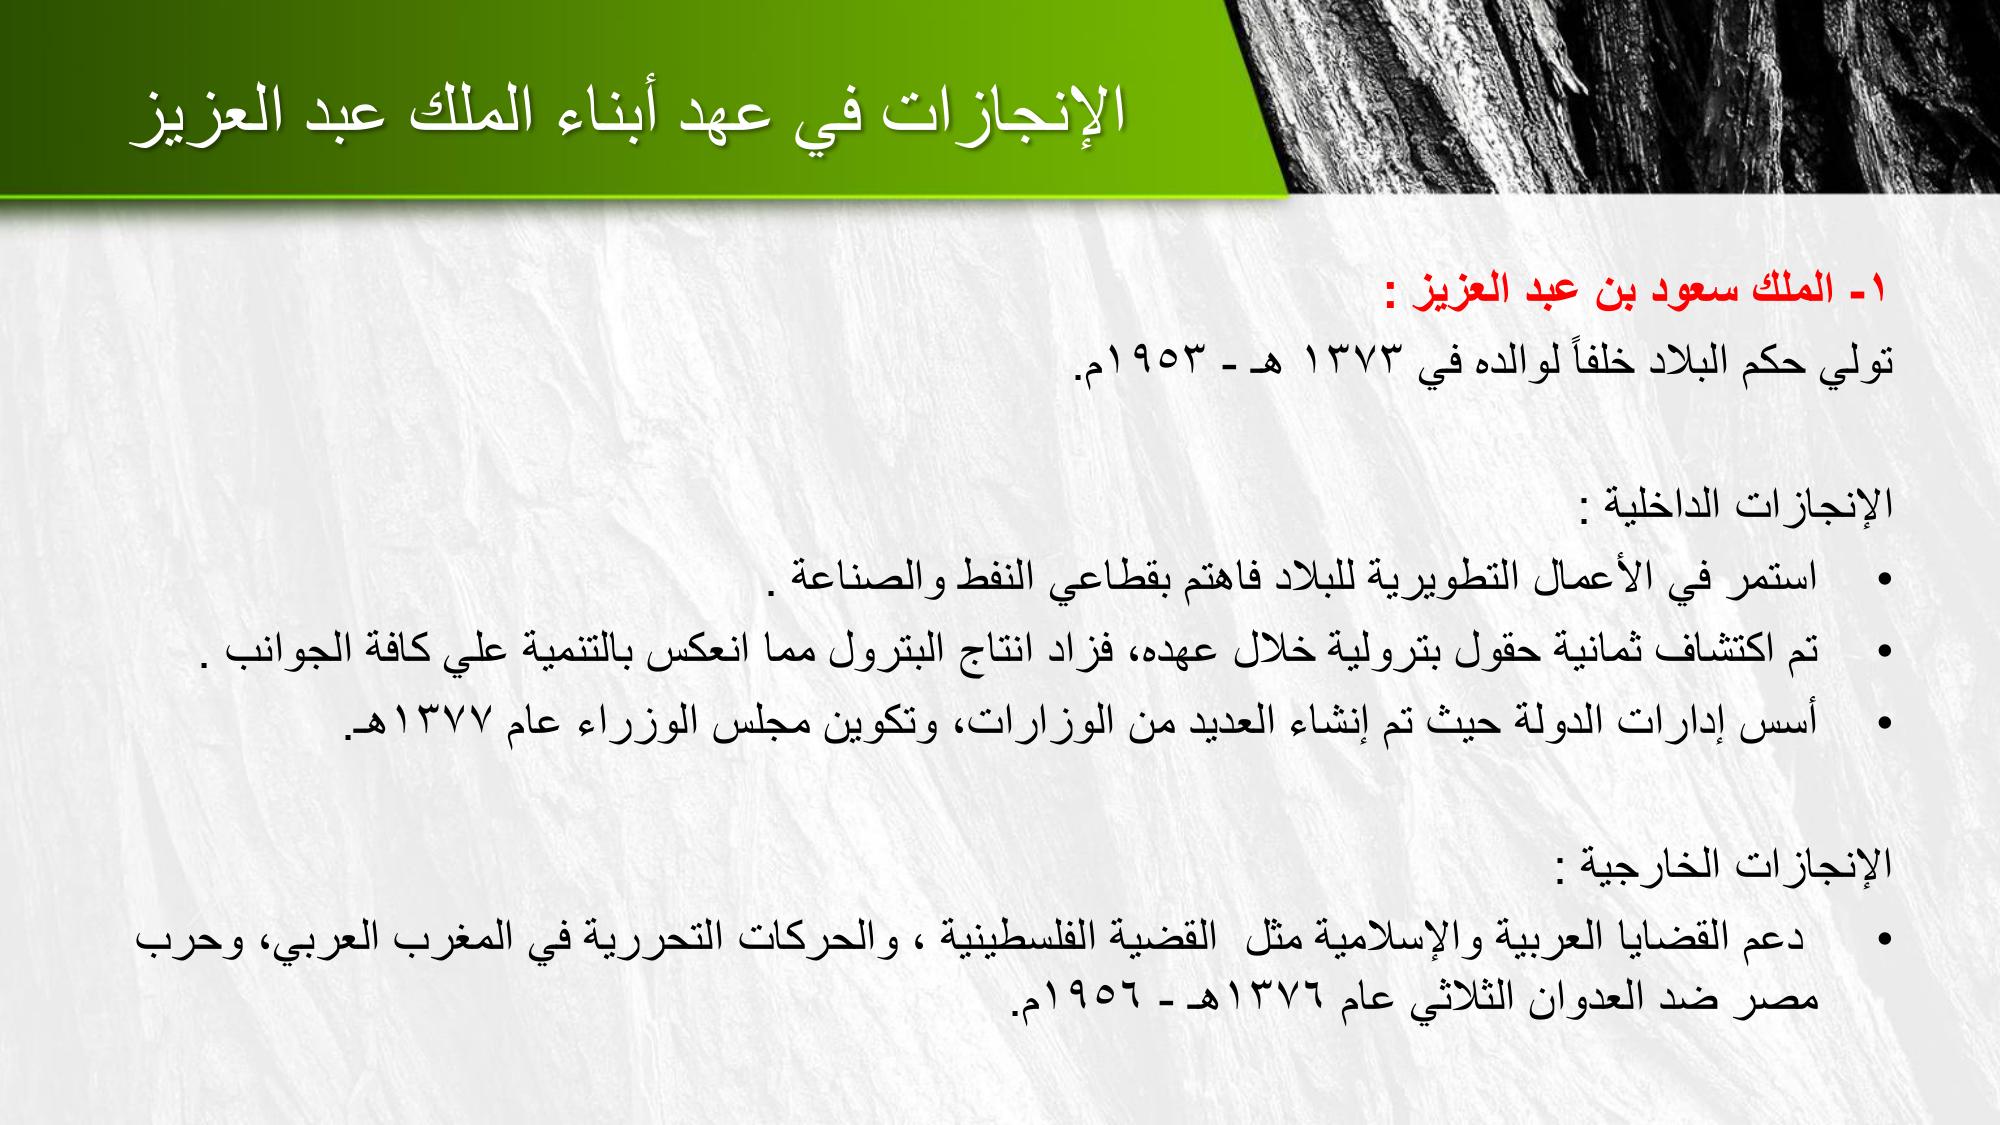 الإنجازات في عهد أبناء الملك عبد العزيز
١- الملك سعود بن عبد العزيز :
تولي حكم البلاد خلفاً لوالده في ١٣٧٣ هـ - ١٩٥٣م.
الإنجازات الداخلية :
• استمر في الأعمال التطويرية للبلاد فاهتم بقطاعي النفط والصناعة .
• تم اكتشاف ثمانية حقول بترولية خلال عهده، فزاد انتاج البترول مما انعكس بالتنمية علي كافة الجوانب .
• أسس إدارات الدولة حيث تم إنشاء العديد من الوزارات، وتكوين مجلس الوزراء عام ١٣٧٧هـ.
الإنجازات الخارجية :
• دعم القضايا العربية والإسلامية مثل القضية الفلسطينية ، والحركات التحررية في المغرب العربي، وحرب
مصر ضد العدوان الثلاثي عام ١٣٧٦هـ - ١٩٥٦م.